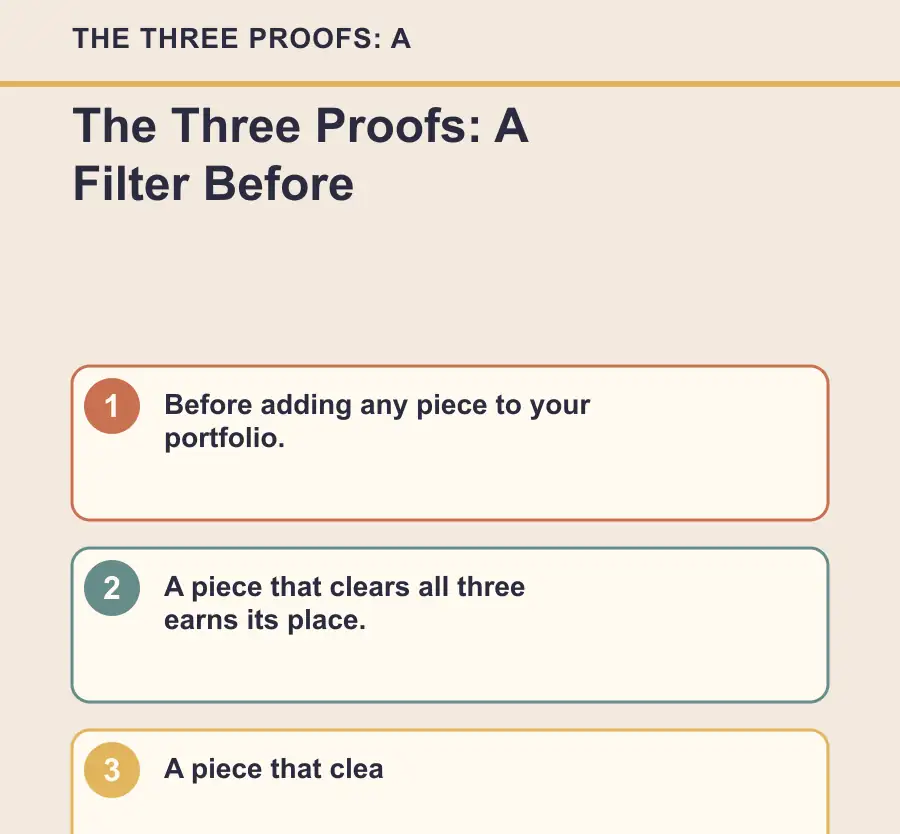 THE THREE PROOFS: A
The Three Proofs: A
Filter Before
1
Before adding any piece to your
portfolio.
2
A piece that clears all three
earns its place.
3
A piece that clea